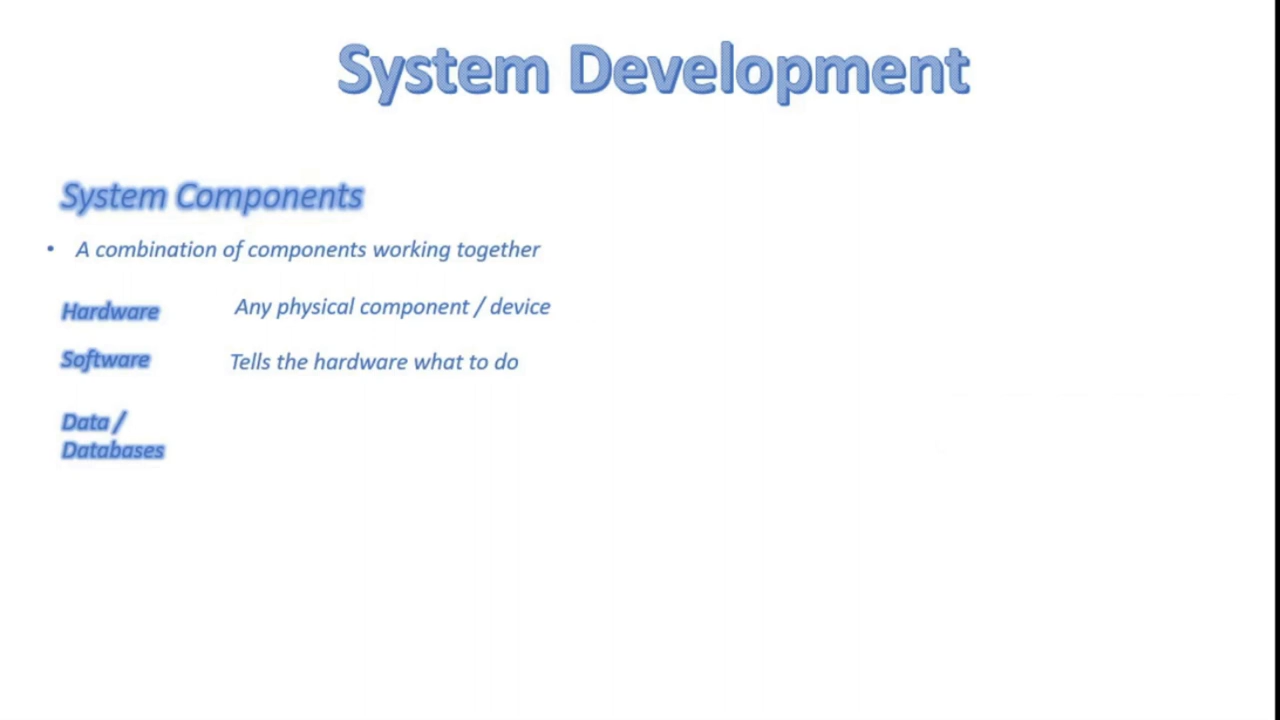 System Development
System Components
• A combination of components working together
Hardware Any physical component / device
Software Tells the hardware what to do
Data /
Databases